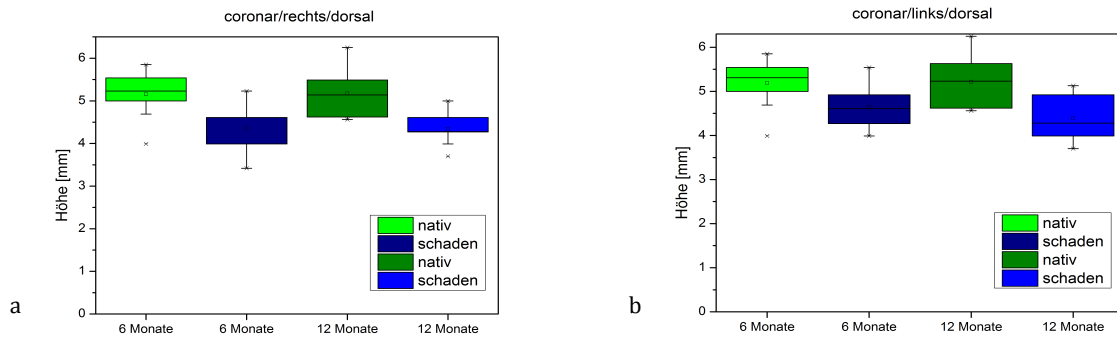 coronar/rechts/dorsal
6
5
4
3
2
1
0
Höhe [mm]
nativ
schaden
nativ
schaden
6 Monate 6 Monate 12 Monate 12 Monate
a
coronar/links/dorsal
6
5
4
3
2
1
0
Höhe [mm]
nativ
schaden
nativ
schaden
6 Monate 6 Monate 12 Monate 12 Monate
b